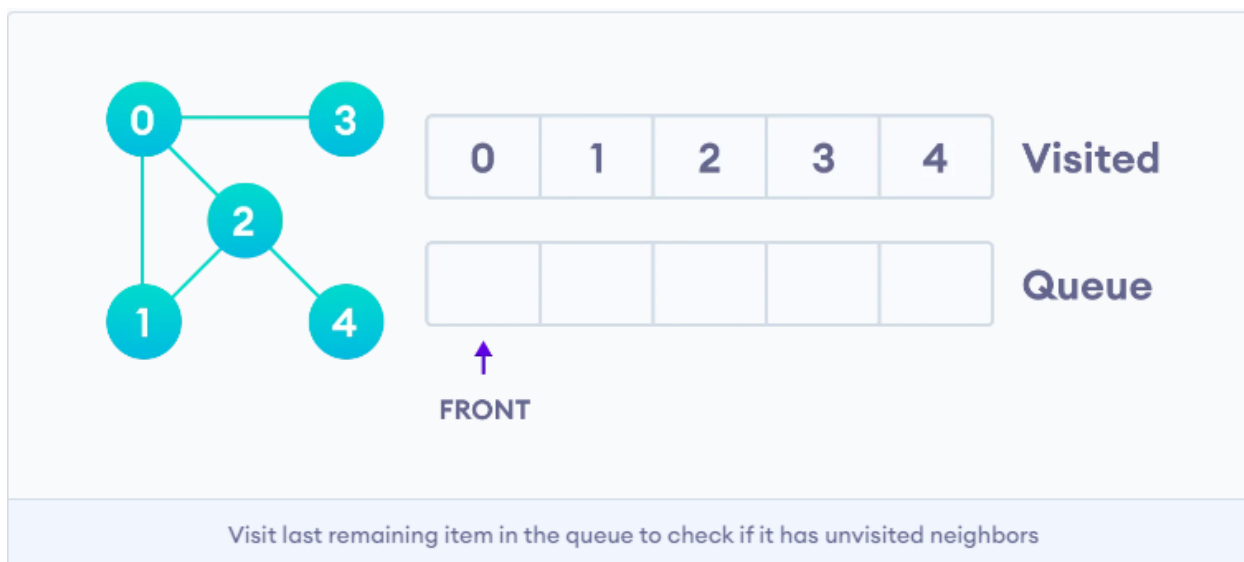 0 3
0 1 2 3 4 Visited
2
Queue
1 4
FRONT
Visit last remaining item in the queue to check if it has unvisited neighbors